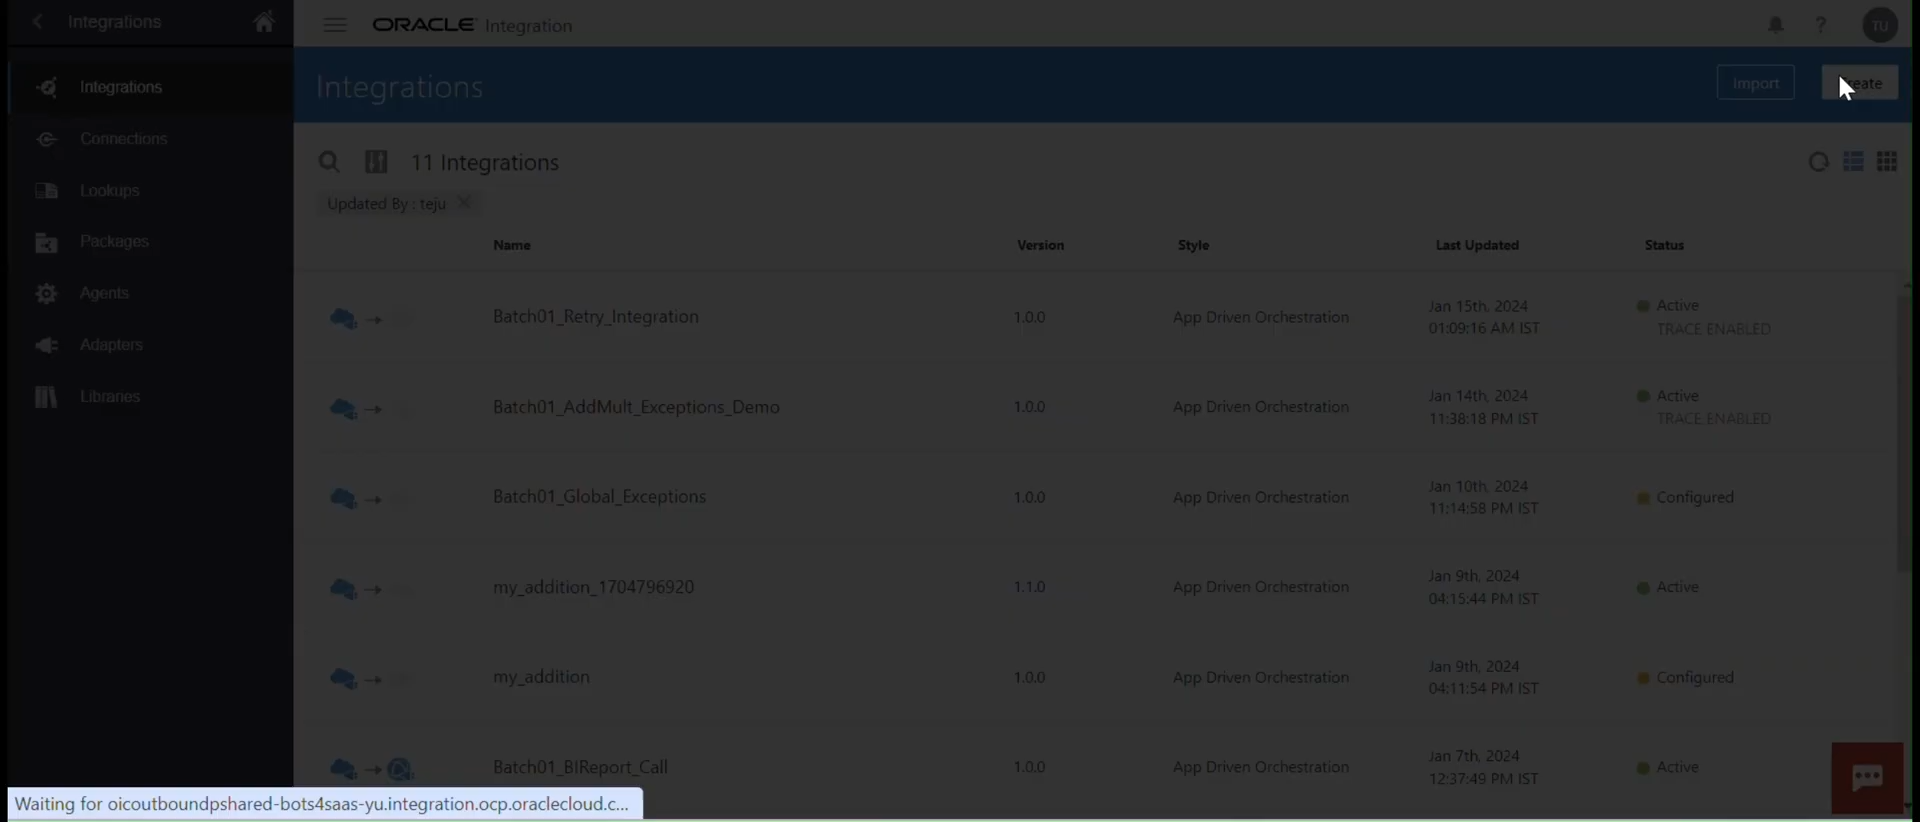 Integrations
ORACLE Integration
TU
Integrations
Integrations
Import
Create
Connections
Lookups
Packages
Agents
Adapters
Libraries
11 Integrations
Updated By : teju
Name Version Style Last Updated Status
Batch01_Retry_Integration 1.0.0 App Driven Orchestration Jan 15th, 2024 01:09:16 AM IST Active TRACE ENABLED
Batch01_AddMult_Exceptions_Demo 1.0.0 App Driven Orchestration Jan 14th, 2024 11:38:18 PM IST Active TRACE ENABLED
Batch01_Global_Exceptions 1.0.0 App Driven Orchestration Jan 10th, 2024 11:14:58 PM IST Configured
my_addition_1704796920 1.1.0 App Driven Orchestration Jan 9th, 2024 04:15:44 PM IST Active
my_addition 1.0.0 App Driven Orchestration Jan 9th, 2024 04:11:54 PM IST Configured
Batch01_BIReport_Call 1.0.0 App Driven Orchestration Jan 7th, 2024 12:37:49 PM IST Active
Waiting for oicoutboundpshared-bots4saas-yu.integration.ocp.oraclecloud.c...